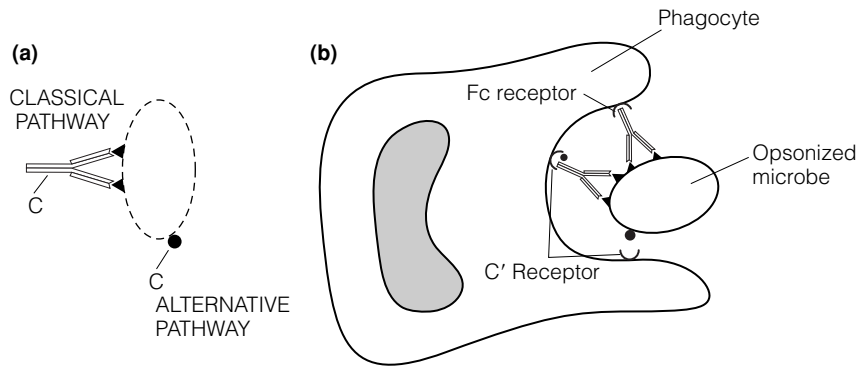 (a)
CLASSICAL
PATHWAY
C
C
ALTERNATIVE
PATHWAY
(b)
Phagocyte
Fc receptor
Opsonized
microbe
C′ Receptor